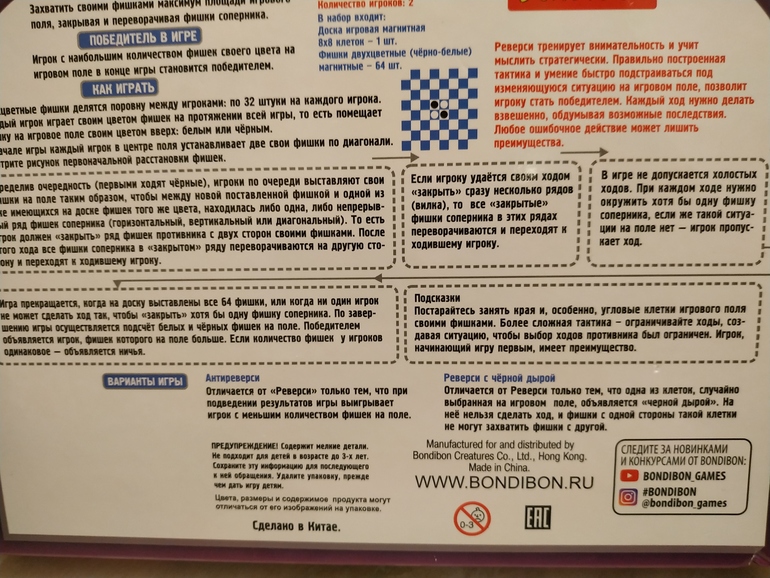 Захватить своими фишками максимум площади игрового
поля, закрывая и переворачивая фишки соперника.
ПОБЕДИТЕЛЬ В ИГРЕ
Игрок с наибольшим количеством фишек своего цвета на
игровом поле в конце игры становится победителем.
КАК ИГРАТЬ
цветные фишки делятся поровну между игроками: по 32 штуки на каждого игрока.
дый игрок играет своим цветом фишек на протяжении всей игры, то есть помещает
ку на игровое поле своим цветом вверх: белым или чёрным.
ачале игры каждый игрок в центре поля устанавливает две свои фишки по диагонали.
трите рисунок первоначальной расстановки фишек.
Количество игроков: 2
В набор входит:
Доска игровая магнитная
8х8 клеток – 1 шт.
Фишки двухцветные (чёрно-белые)
магнитные – 64 шт.
Реверси тренирует внимательность и учит
мыслить стратегически. Правильно построенная
тактика и умение быстро подстраиваться под
изменяющуюся ситуацию на игровом поле, позволит
игроку стать победителем. Каждый ход нужно делать
взвешенно, обдумывая возможные последствия.
Любое ошибочное действие может лишить
преимущества.
ределив очередность (первыми ходят чёрные), игроки по очереди выставляют свои
ишки на поле таким образом, чтобы между новой поставленной фишкой и одной из
же имеющихся на доске фишек того же цвета, находилась либо одна, либо непрерыв-
ый ряд фишек соперника (горизонтальный, вертикальный или диагональный). То есть
грок должен «закрыть» ряд фишек противника с двух сторон своими фишками. После
того хода все фишки соперника в «закрытом» ряду переворачиваются на другую сто-
ону и переходят к ходившему игроку.
Если игроку удаётся своим ходом
«закрыть» сразу несколько рядов
(вилка), то все «закрытые»
фишки соперника в этих рядах
переворачиваются и переходят к
ходившему игроку.
В игре не допускается холостых
ходов. При каждом ходе нужно
окружить хотя бы одну фишку
соперника, если же такой ситуа-
ции на поле нет – игрок пропус-
кает ход.
Игра прекращается, когда на доску выставлены все 64 фишки, или когда ни один игрок
не может сделать ход так, чтобы «закрыть» хотя бы одну фишку соперника. По завер-
шению игры осуществляется подсчёт белых и чёрных фишек на поле. Победителем
объявляется игрок, фишек которого на поле больше. Если количество фишек у игроков
одинаковое – объявляется ничья.
Подсказки
Постарайтесь занять края и, особенно, угловые клетки игрового поля
своими фишками. Более сложная тактика – ограничивайте ходы, соз-
давая ситуацию, чтобы выбор ходов противника был ограничен. Игрок,
начинающий игру первым, имеет преимущество.
ВАРИАНТЫ ИГРЫ
Антиреверси
Отличается от «Реверси» только тем, что при
подведении результатов игры выигрывает
игрок с меньшим количеством фишек на поле.
Реверси с чёрной дырой
Отличается от Реверси только тем, что одна из клеток, случайно
выбранная на игровом поле, объявляется «черной дырой». На
неё нельзя сделать ход, и фишки с одной стороны такой клетки
не могут захватить фишки с другой.
ПРЕДУПРЕЖДЕНИЕ! Содержит мелкие детали.
Не подходит для детей в возрасте до 3-х лет.
Сохраните эту информацию для последующего
к ней обращения. Удалите упаковку, прежде
чем дать игру детям.
Цвета, размеры и содержимое продукта могут
отличаться от его изображений на упаковке.
Сделано в Китае.
Manufactured for and distributed by
Bondibon Creatures Co., Ltd., Hong Kong.
Made in China.
WWW.BONDIBON.RU
0-3
EAC
СЛЕДИТЕ ЗА НОВИНКАМИ
И КОНКУРСАМИ ОТ BONDIBON:
BONDIBON_GAMES
#BONDIBON
@bondibon_games